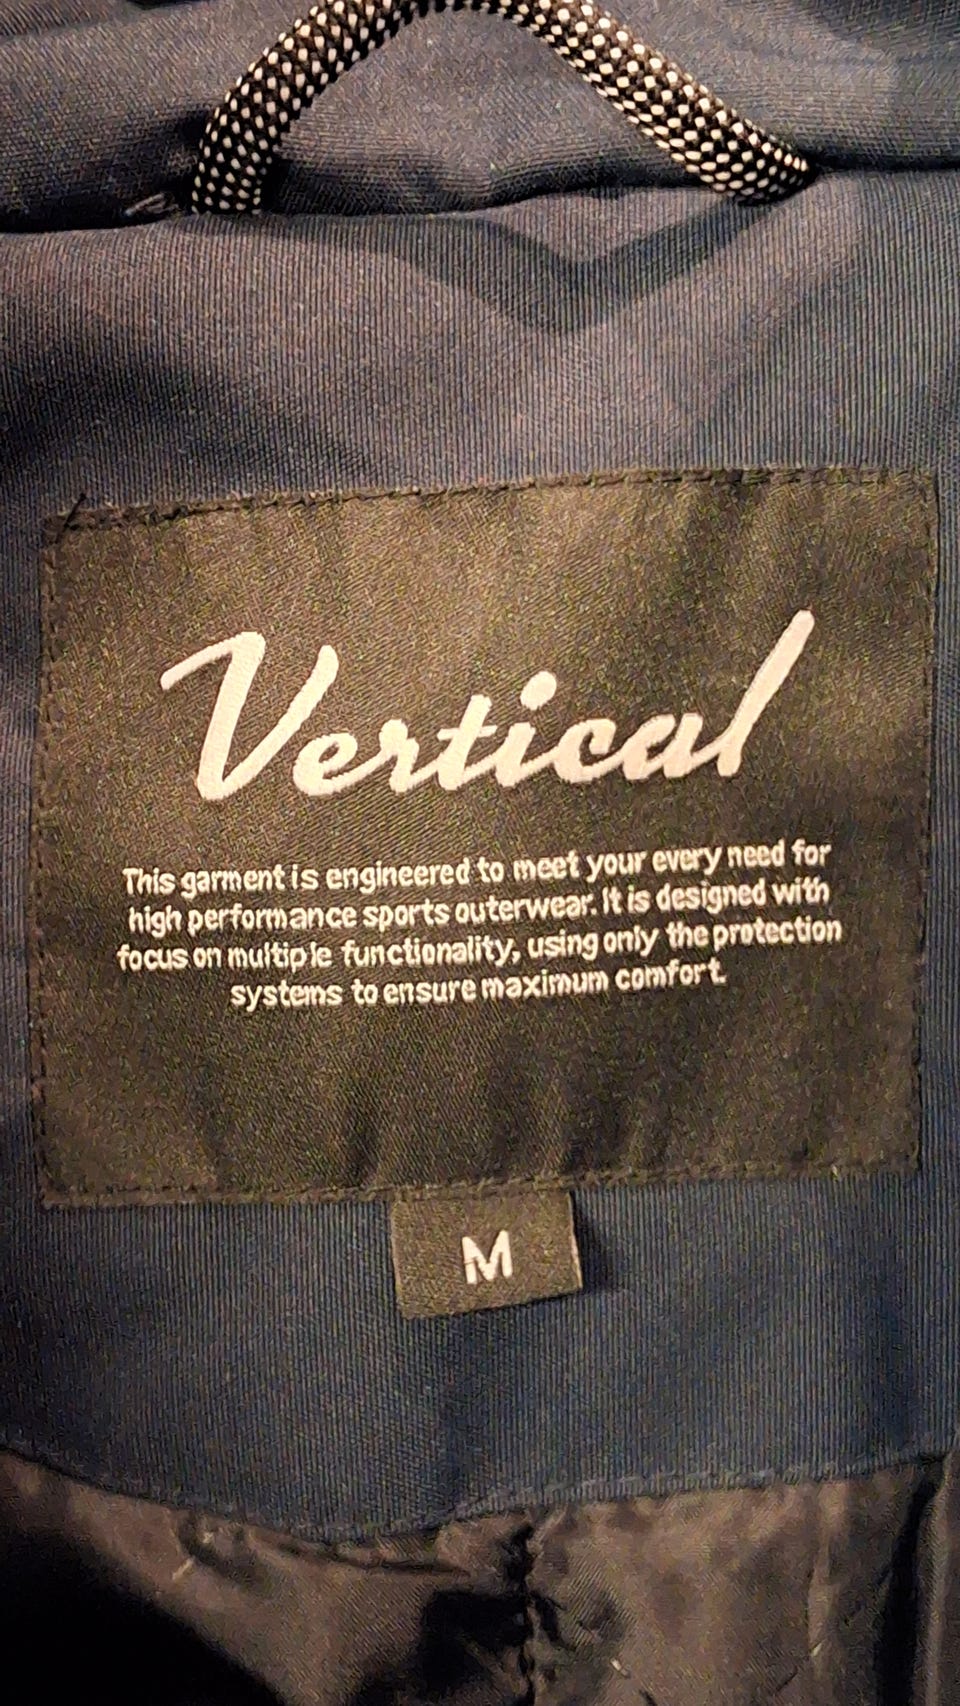 Vertical
This garment is engineered to meet your every need for
high performance sports outerwear. It is designed with
focus on multiple functionality, using only the protection
systems to ensure maximum comfort.
M